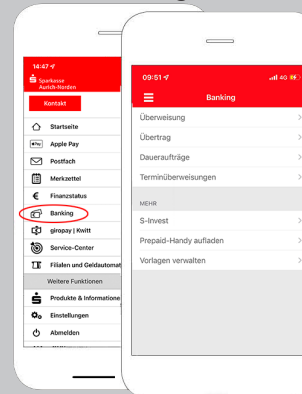 14:47
Sparkasse
Aurich-Norden
Kontakt
Startseite
Apple Pay
Postfach
Merkzettel
€ Finanzstatus
Banking
giropay | Kwitt
Service-Center
Filialen und Geldautomat
Weitere Funktionen
Produkte & Informatione
Einstellungen
Abmelden
09:51
4G
Banking
Überweisung
Übertrag
Daueraufträge
Terminüberweisungen
MEHR
S-Invest
Prepaid-Handy aufladen
Vorlagen verwalten